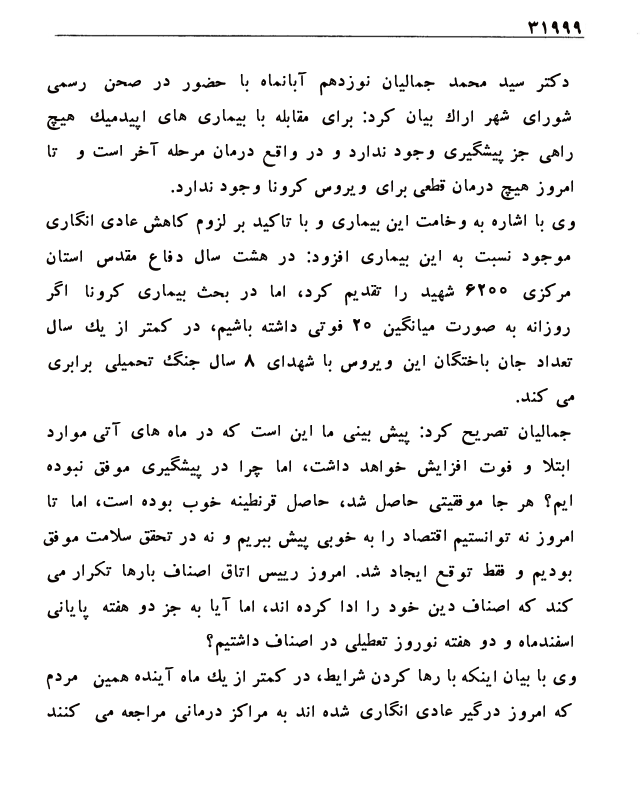 ۳۱۹۹۹
دکتر سید محمد جمالیان نوزدهم آبانماه با حضور در صحن رسمی
شورای شهر اراک بیان کرد: برای مقابله با بیماری های اپیدمیک هیچ
راهی جز پیشگیری وجود ندارد و در واقع درمان مرحله آخر است و تا
امروز هیچ درمان قطعی برای ویروس کرونا وجود ندارد.
وی با اشاره به وخامت این بیماری و با تاکید بر لزوم کاهش عادی انگاری
موجود نسبت به این بیماری افزود: در هشت سال دفاع مقدس استان
مرکزی ۶۲۰۰ شهید را تقدیم کرد، اما در بحث بیماری کرونا اگر
روزانه به صورت میانگین ۲۰ فوتی داشته باشیم، در کمتر از یک سال
تعداد جان باختگان این ویروس با شهدای ۸ سال جنگ تحمیلی برابری
می کند.
جمالیان تصریح کرد: پیش بینی ما این است که در ماه های آتی موارد
ابتلا و فوت افزایش خواهد داشت، اما چرا در پیشگیری موفق نبوده
ایم؟ هر جا موفقیتی حاصل شد، حاصل قرنطینه خوب بوده است، اما تا
امروز نه توانستیم اقتصاد را به خوبی پیش ببریم و نه در تحقق سلامت موفق
بودیم و فقط توقع ایجاد شد. امروز رییس اتاق اصناف بارها تکرار می
کند که اصناف دین خود را ادا کرده اند، اما آیا به جز دو هفته پایانی
اسفندماه و دو هفته نوروز تعطیلی در اصناف داشتیم؟
وی با بیان اینکه با رها کردن شرایط، در کمتر از یک ماه آینده همین مردم
که امروز درگیر عادی انگاری شده اند به مراکز درمانی مراجعه می کنند